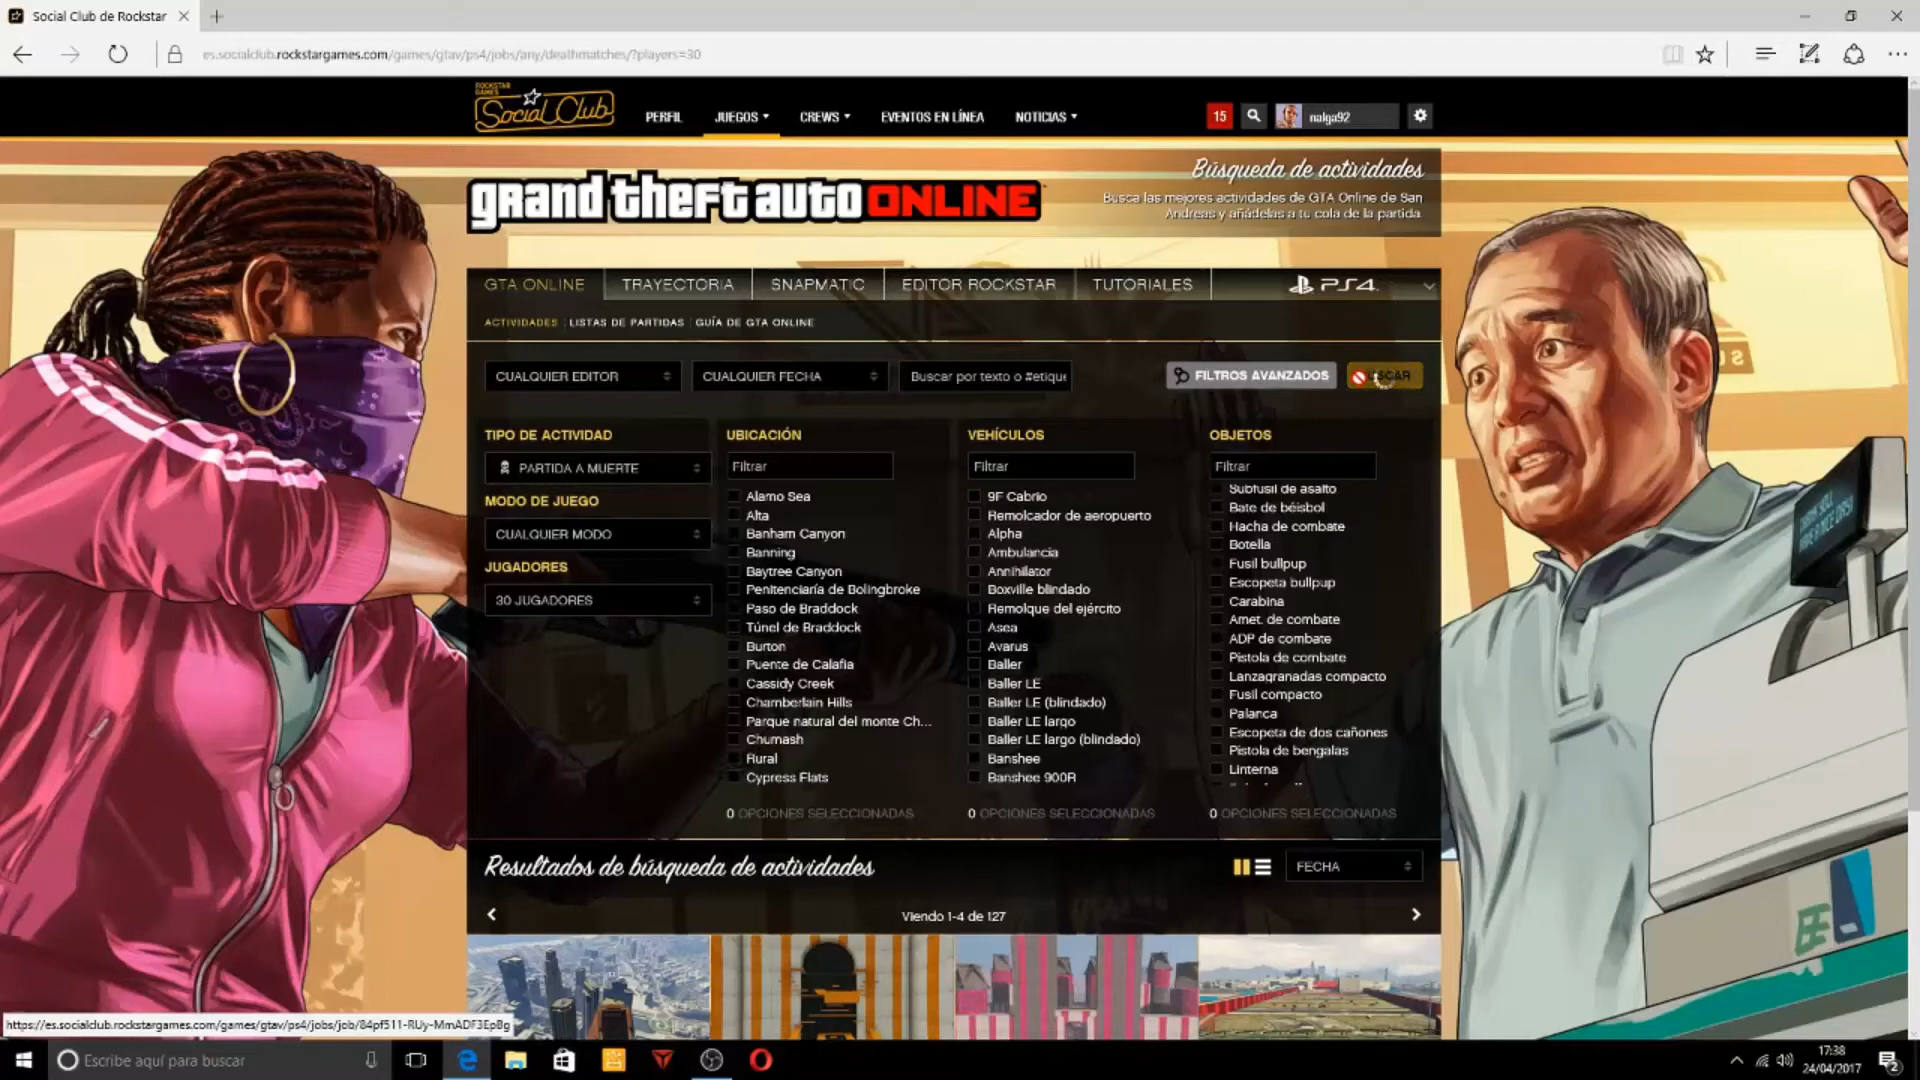 Social Club de Rockstar
es.socialclub.rockstargames.com/games/gtav/ps4/jobs/any/deathmatches/?players=30
ROCKSTAR GAMES
Social Club
PERFIL
JUEGOS
CREWS
EVENTOS EN LÍNEA
NOTICIAS
15
nalga92
grand theft auto ONLINE
Búsqueda de actividades
Busca las mejores actividades de GTA Online de San
Andreas y añádelas a tu cola de la partida.
GTA ONLINE
TRAYECTORIA
SNAPMATIC
EDITOR ROCKSTAR
TUTORIALES
PS4
ACTIVIDADES
LISTAS DE PARTIDAS
GUÍA DE GTA ONLINE
CUALQUIER EDITOR
CUALQUIER FECHA
Buscar por texto o #etique
FILTROS AVANZADOS
TIPO DE ACTIVIDAD
PARTIDA A MUERTE
MODO DE JUEGO
CUALQUIER MODO
JUGADORES
30 JUGADORES
UBICACIÓN
Filtrar
Alamo Sea
Alta
Banham Canyon
Banning
Baytree Canyon
Penitenciaría de Bolingbroke
Paso de Braddock
Túnel de Braddock
Burton
Puente de Calafia
Cassidy Creek
Chamberlain Hills
Parque natural del monte Ch...
Chumash
Rural
Cypress Flats
0 OPCIONES SELECCIONADAS
VEHÍCULOS
Filtrar
9F Cabrio
Remolcador de aeropuerto
Alpha
Ambulancia
Annihilator
Boxville blindado
Remolque del ejército
Asea
Avarus
Baller
Baller LE
Baller LE (blindado)
Baller LE largo
Baller LE largo (blindado)
Banshee
Banshee 900R
0 OPCIONES SELECCIONADAS
OBJETOS
Filtrar
Subfusil de asalto
Bate de béisbol
Hacha de combate
Botella
Fusil bullpup
Escopeta bullpup
Carabina
Amet. de combate
ADP de combate
Pistola de combate
Lanzagranadas compacto
Fusil compacto
Palanca
Escopeta de dos cañones
Pistola de bengalas
Linterna
0 OPCIONES SELECCIONADAS
Resultados de búsqueda de actividades
FECHA
Viendo 1-4 de 127
https://es.socialclub.rockstargames.com/games/gtav/ps4/jobs/job/84pf511-RUy-MmADF3EpBg
Escribe aquí para buscar
17:38
24/04/2017
2